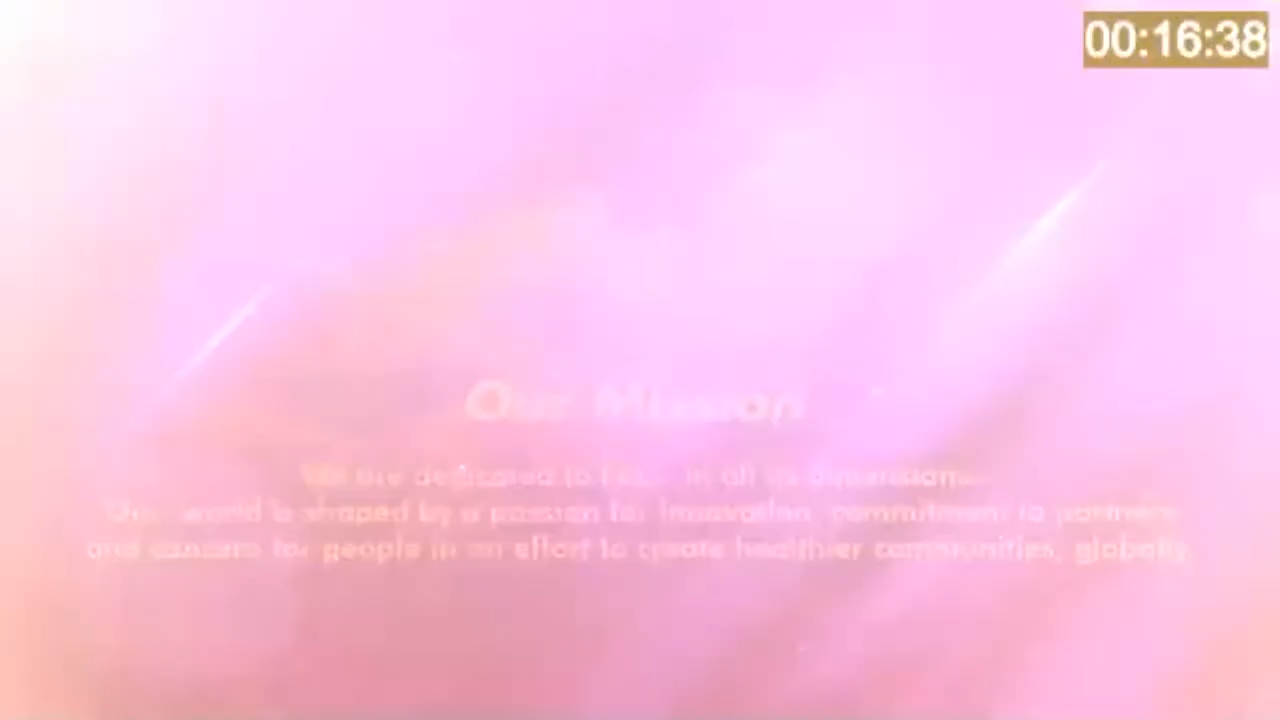 00:16:38
Our Mission
We are dedicated to in all its dimensions.
Our world is shaped by a passion for innovation, commitment to partners
and concern for people in an effort to create healthier communities, globally.